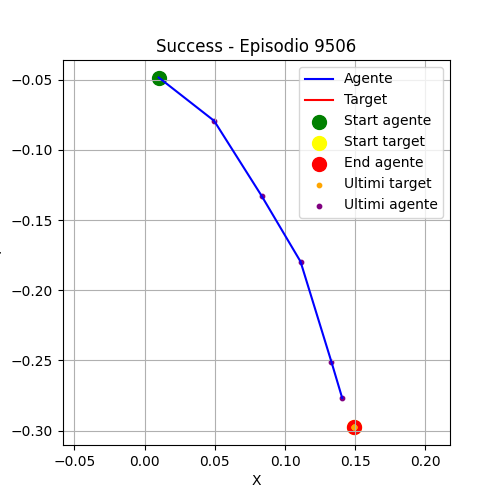 Success - Episodio 9506
Agente
Target
Start agente
Start target
End agente
Ultimi target
Ultimi agente
−0.05
−0.10
−0.15
−0.20
−0.25
−0.30
−0.05 0.00 0.05 0.10 0.15 0.20
X